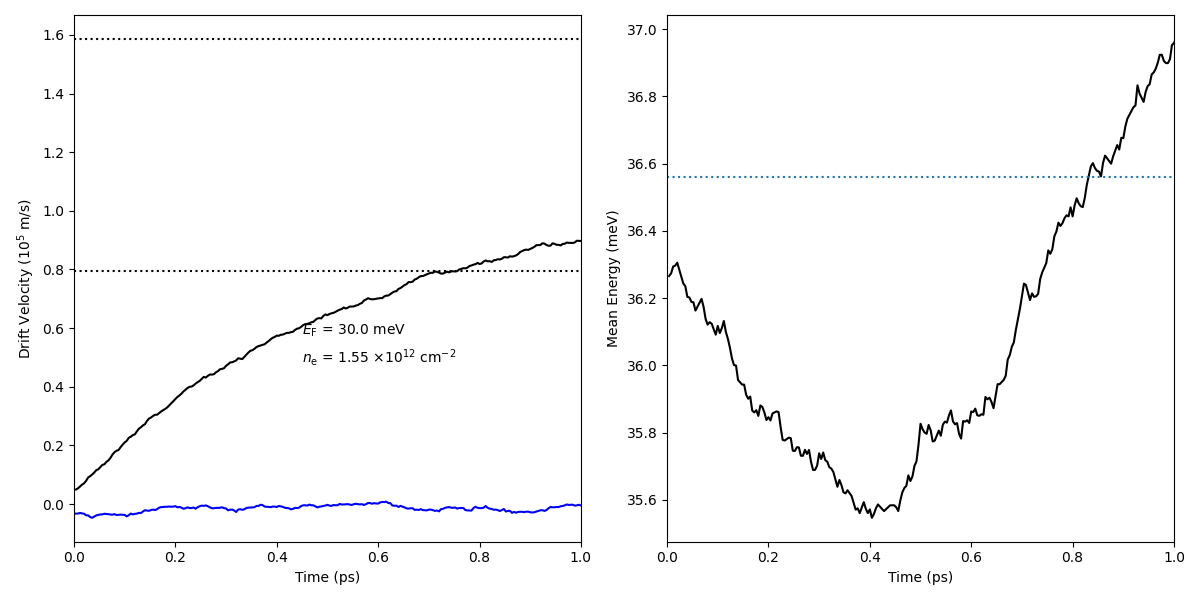 1.6
1.4
1.2
1.0
0.8
0.6
0.4
0.2
0.0
Drift Velocity (10⁵ m/s)
E_F = 30.0 meV
n_e = 1.55 ×10¹² cm⁻²
0.0 0.2 0.4 0.6 0.8 1.0
Time (ps)
37.0
36.8
36.6
36.4
36.2
36.0
35.8
35.6
Mean Energy (meV)
0.0 0.2 0.4 0.6 0.8 1.0
Time (ps)